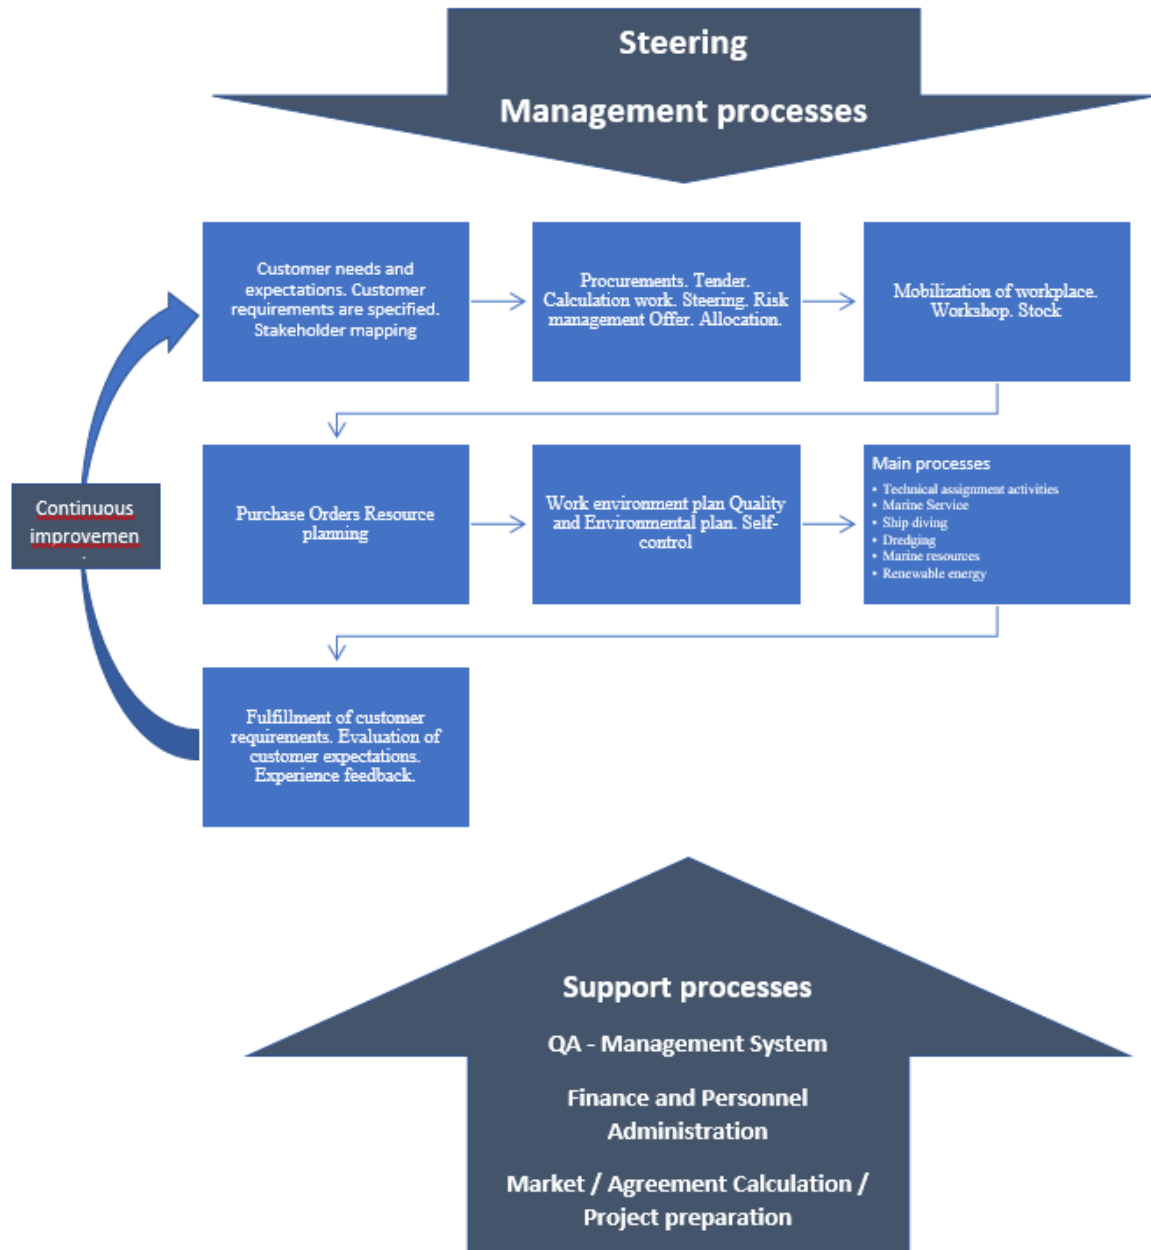 Steering
Management processes
Customer needs and
expectations. Customer
requirements are specified.
Stakeholder mapping
Procurements. Tender.
Calculation work. Steering. Risk
management Offer. Allocation.
Mobilization of workplace.
Workshop. Stock
Purchase Orders Resource
planning
Work environment plan Quality
and Environmental plan. Self-
control
Main processes
• Technical assignment activities
• Marine Service
• Ship diving
• Dredging
• Marine resources
• Renewable energy
Continuous
improvemen
Fulfillment of customer
requirements. Evaluation of
customer expectations.
Experience feedback.
Support processes
QA - Management System
Finance and Personnel
Administration
Market / Agreement Calculation /
Project preparation